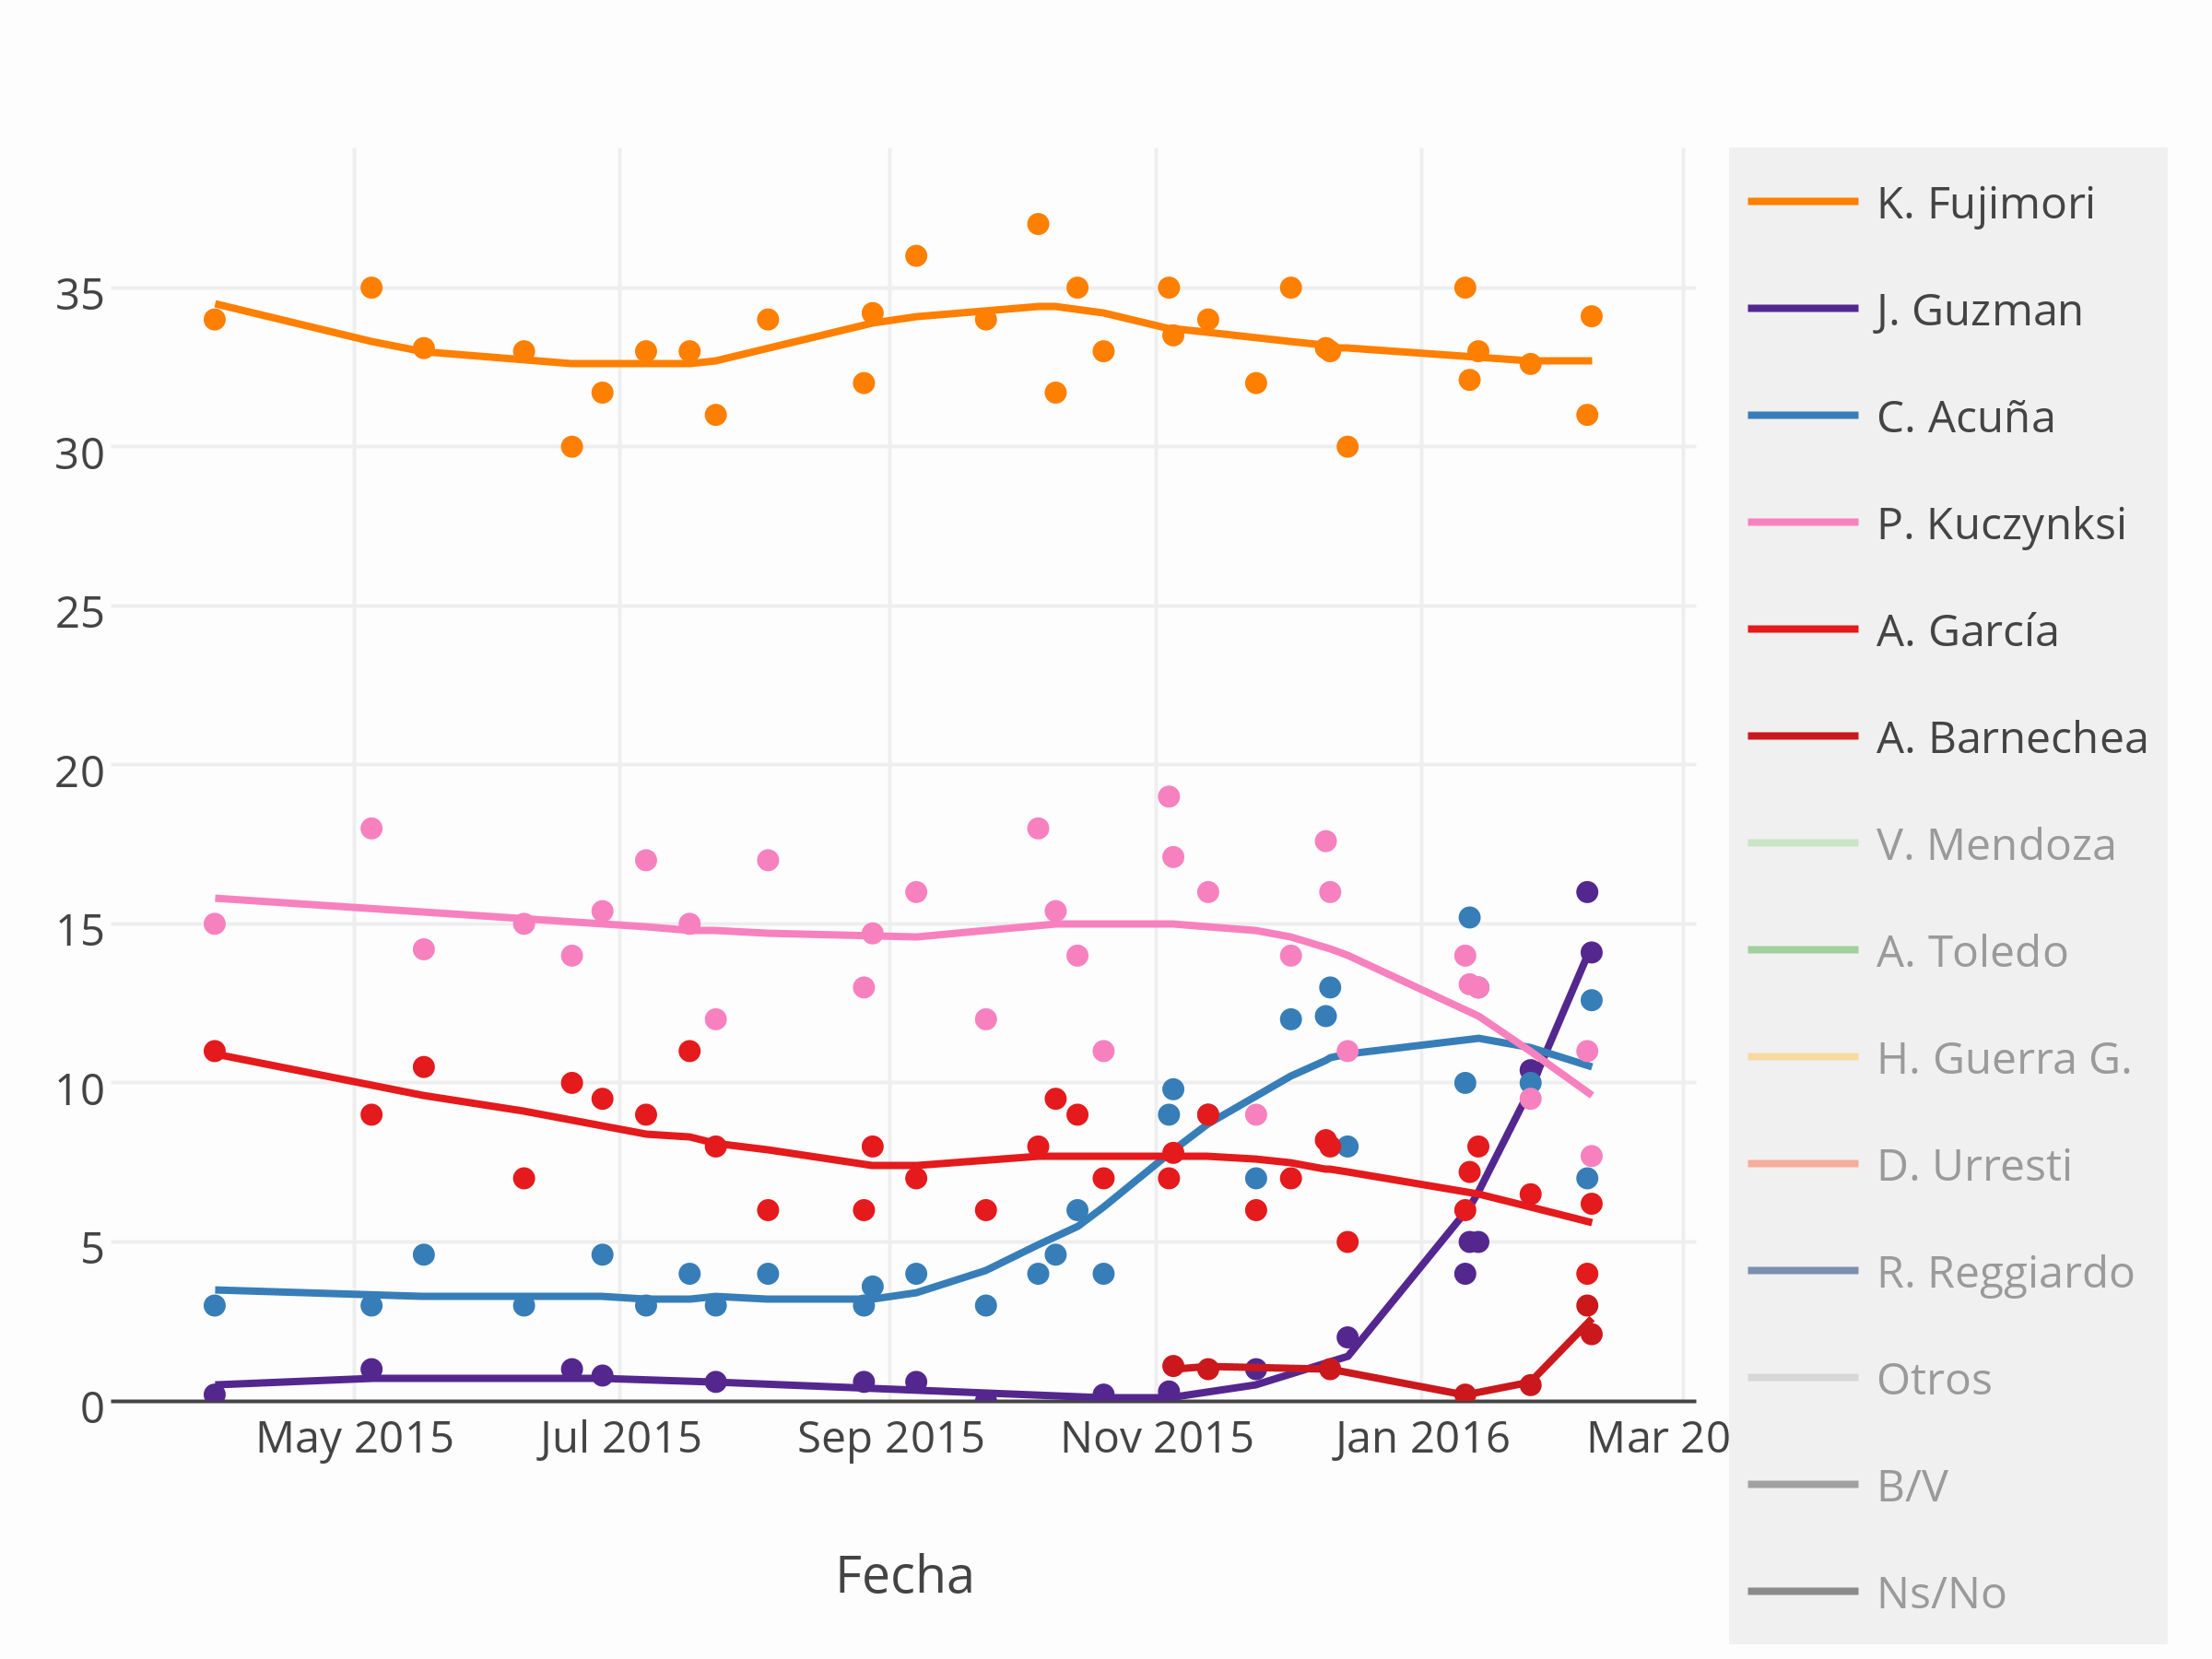 35
30
25
20
15
10
5
0
May 2015
Jul 2015
Sep 2015
Nov 2015
Jan 2016
Mar 20
Fecha
K. Fujimori
J. Guzman
C. Acuña
P. Kuczynksi
A. García
A. Barnechea
V. Mendoza
A. Toledo
H. Guerra G.
D. Urresti
R. Reggiardo
Otros
B/V
Ns/No